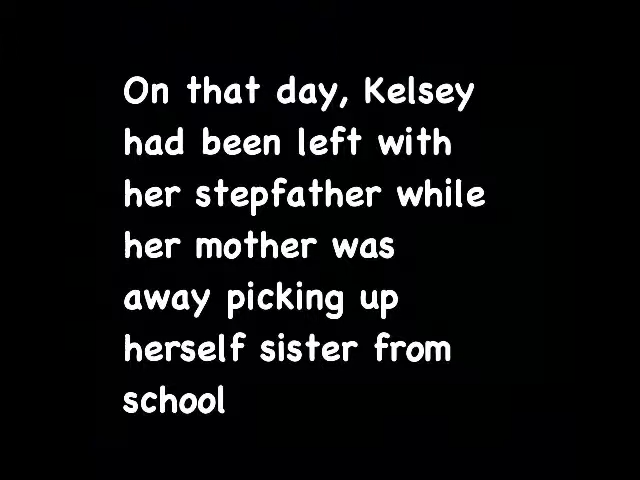 On that day, Kelsey
had been left with
her stepfather while
her mother was
away picking up
herself sister from
school